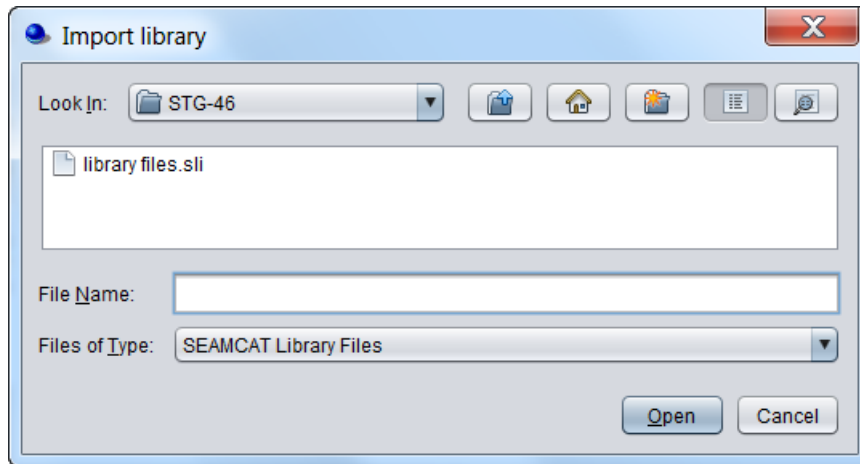 Import library
Look In: STG-46
library files.sli
File Name:
Files of Type: SEAMCAT Library Files
Open Cancel